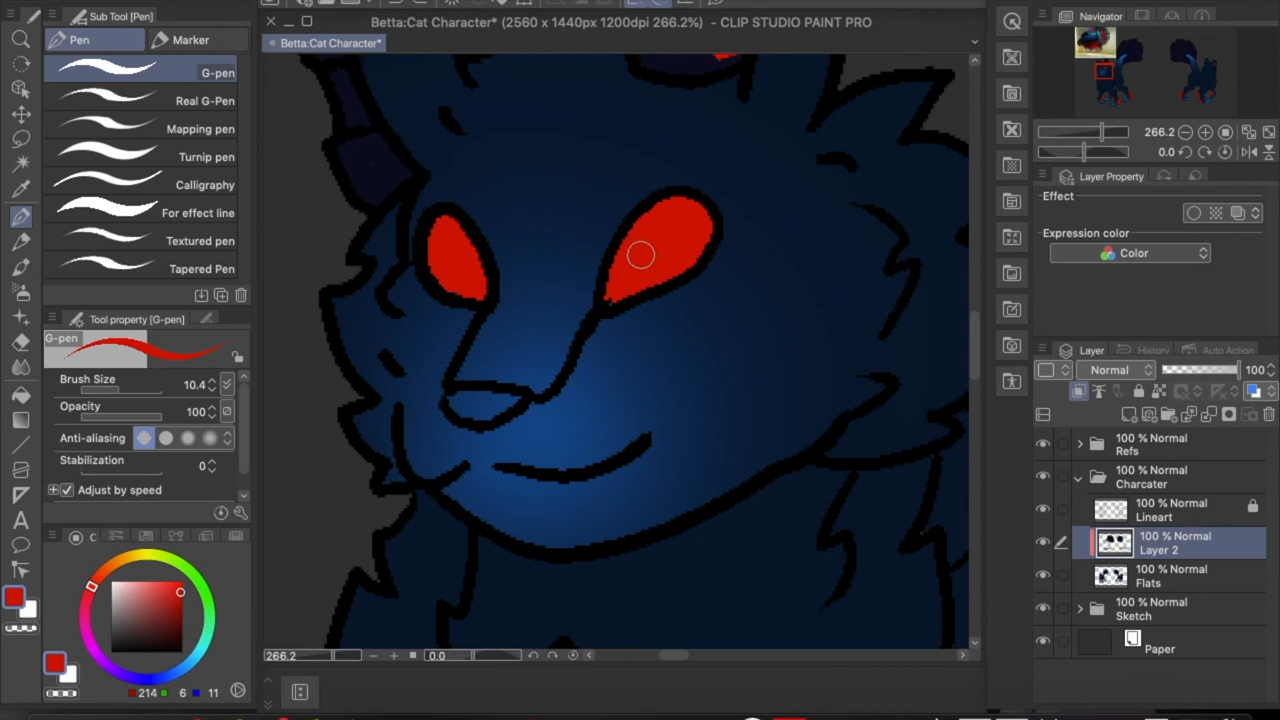 Betta:Cat Character* (2560 x 1440px 1200dpi 266.2%) - CLIP STUDIO PAINT PRO
Sub Tool [Pen]
Pen
Marker
Betta:Cat Character*
G-pen
Real G-Pen
Mapping pen
Turnip pen
Calligraphy
For effect line
Textured pen
Tapered Pen
Tool property [G-pen]
G-pen
Brush Size
10.4
Opacity
100
Anti-aliasing
Stabilization
0
Adjust by speed
C
214
6
11
266.2
0.0
Navigator
266.2
0.0
Layer Property
Effect
Expression color
Color
Layer
History
Auto Action
Normal
100
100 % Normal
Refs
100 % Normal
Charcater
100 % Normal
Lineart
100 % Normal
Layer 2
100 % Normal
Flats
100 % Normal
Sketch
Paper